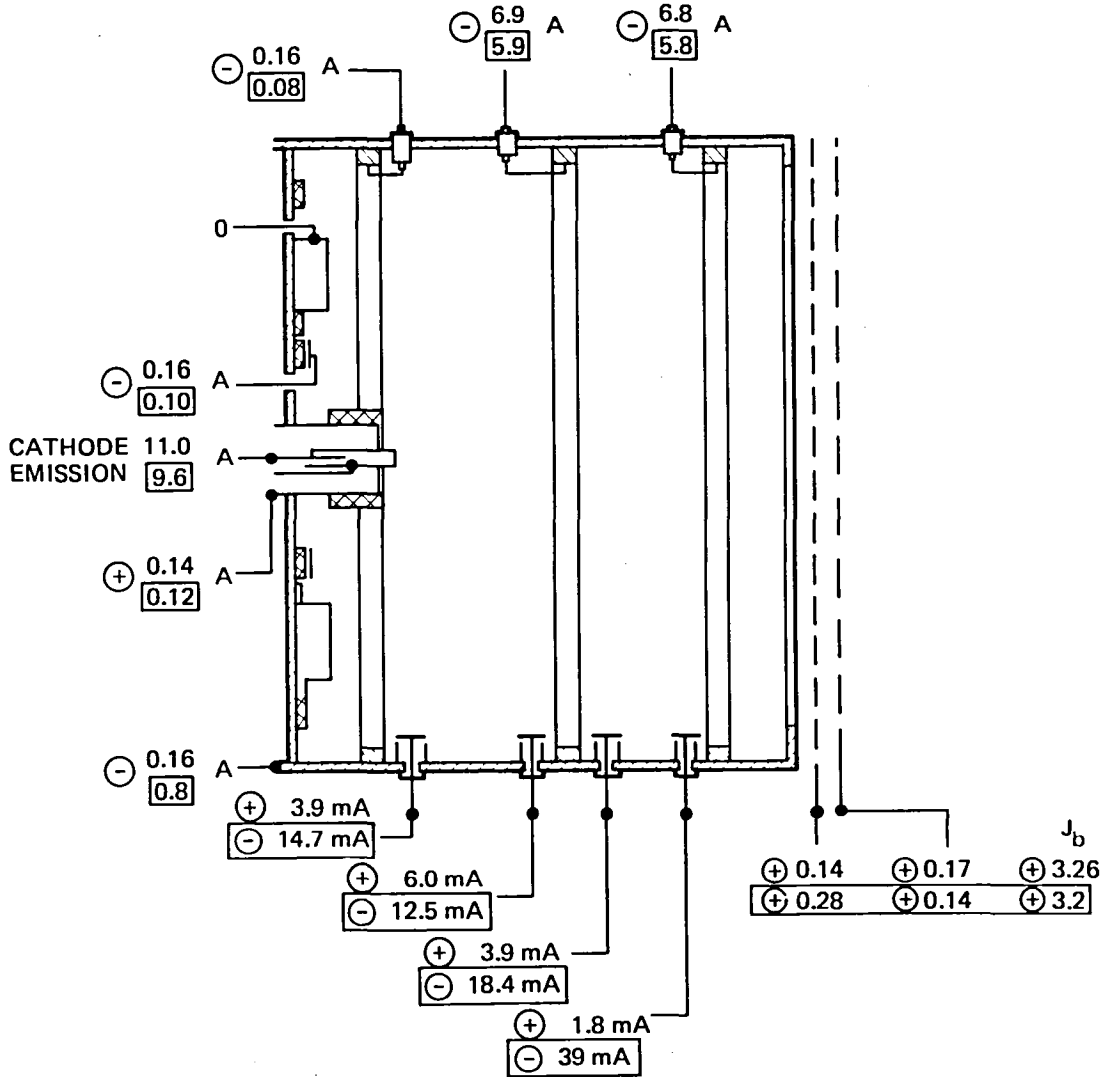 ⊖ 6.9 A
5.9
⊖ 6.8 A
5.8
⊖ 0.16 A
0.08
0
⊖ 0.16 A
0.10
CATHODE 11.0 A
EMISSION 9.6
⊕ 0.14 A
0.12
⊖ 0.16 A
0.8
⊕ 3.9 mA
⊖ 14.7 mA
⊕ 6.0 mA
⊖ 12.5 mA
⊕ 3.9 mA
⊖ 18.4 mA
⊕ 1.8 mA
⊖ 39 mA
Jb
⊕ 0.14 ⊕ 0.17 ⊕ 3.26
⊕ 0.28 ⊕ 0.14 ⊕ 3.2